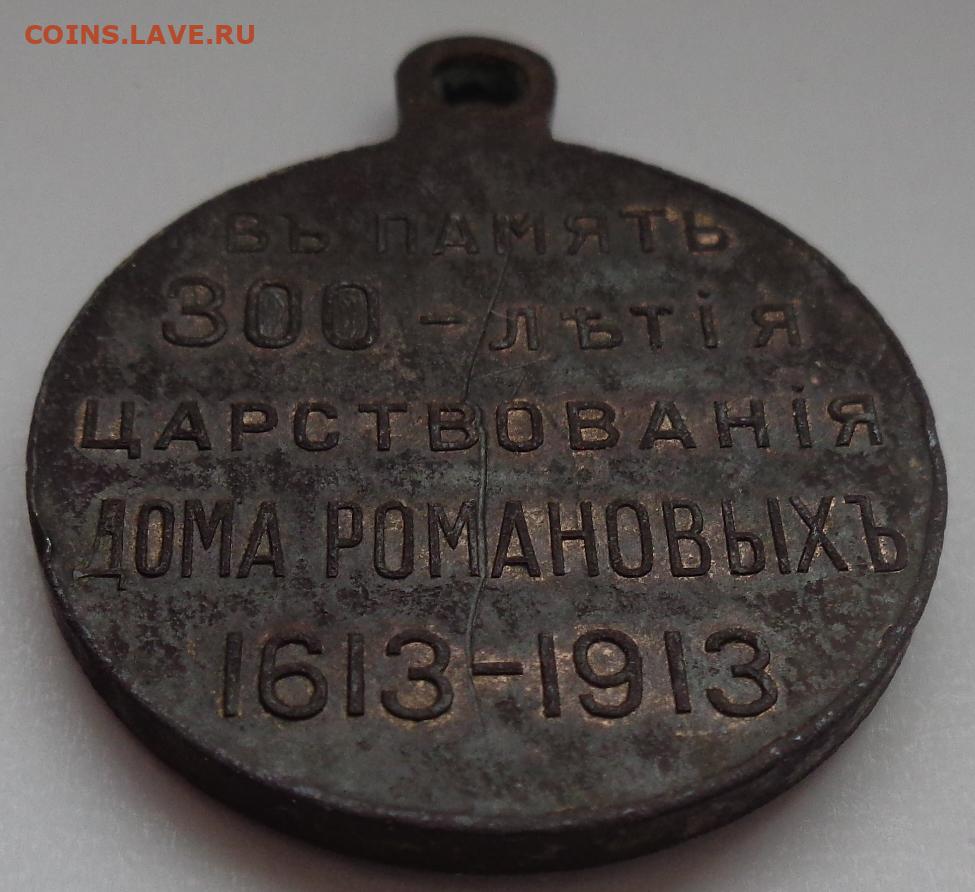 COINS.LAVE.RU
ВЪ ПАМЯТЬ
300-ЛѢТІЯ
ЦАРСТВОВАНІЯ
ДОМА РОМАНОВЫХЪ
1613-1913